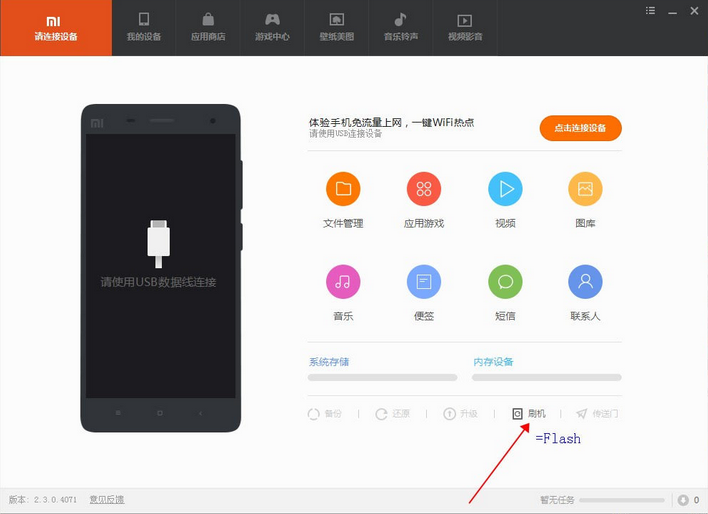 请连接设备
我的设备
应用商店
游戏中心
壁纸美图
音乐铃声
视频影音
体验手机免流量上网，一键WiFi热点
请使用USB连接设备
点击连接设备
请使用USB数据线连接
文件管理
应用游戏
视频
图库
音乐
便签
短信
联系人
系统存储
内存设备
备份
还原
升级
刷机
传送门
=Flash
版本：2.3.0.4071
意见反馈
暂无任务
0